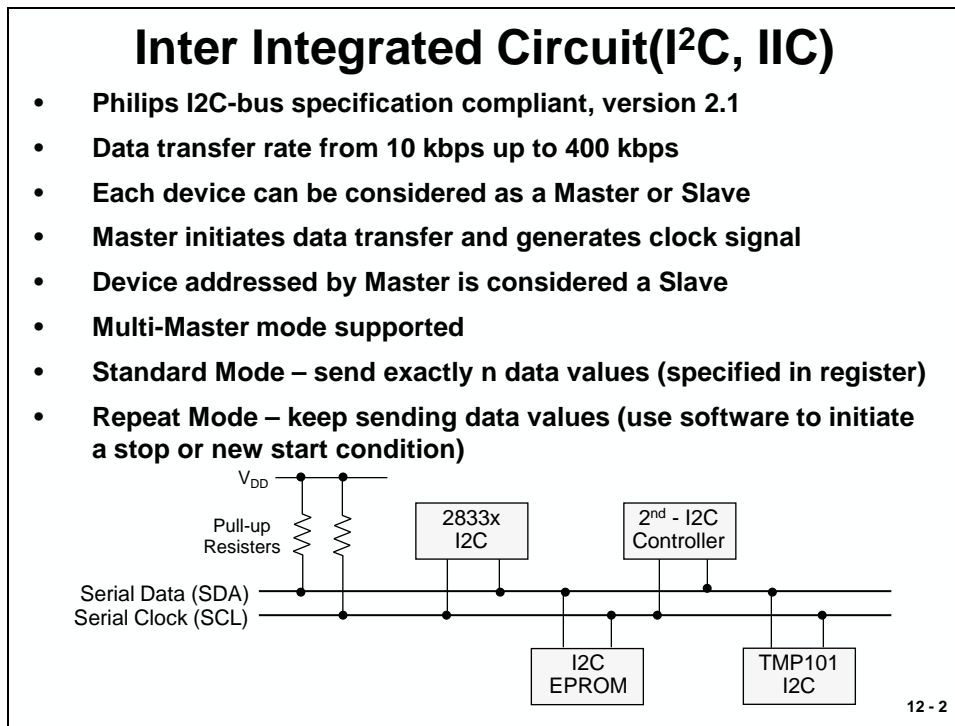 Inter Integrated Circuit(I²C, IIC)
• Philips I2C-bus specification compliant, version 2.1
• Data transfer rate from 10 kbps up to 400 kbps
• Each device can be considered as a Master or Slave
• Master initiates data transfer and generates clock signal
• Device addressed by Master is considered a Slave
• Multi-Master mode supported
• Standard Mode – send exactly n data values (specified in register)
• Repeat Mode – keep sending data values (use software to initiate
a stop or new start condition)
V_DD
Pull-up
Resisters
2833x
I2C
2nd - I2C
Controller
Serial Data (SDA)
Serial Clock (SCL)
I2C
EPROM
TMP101
I2C
12 - 2